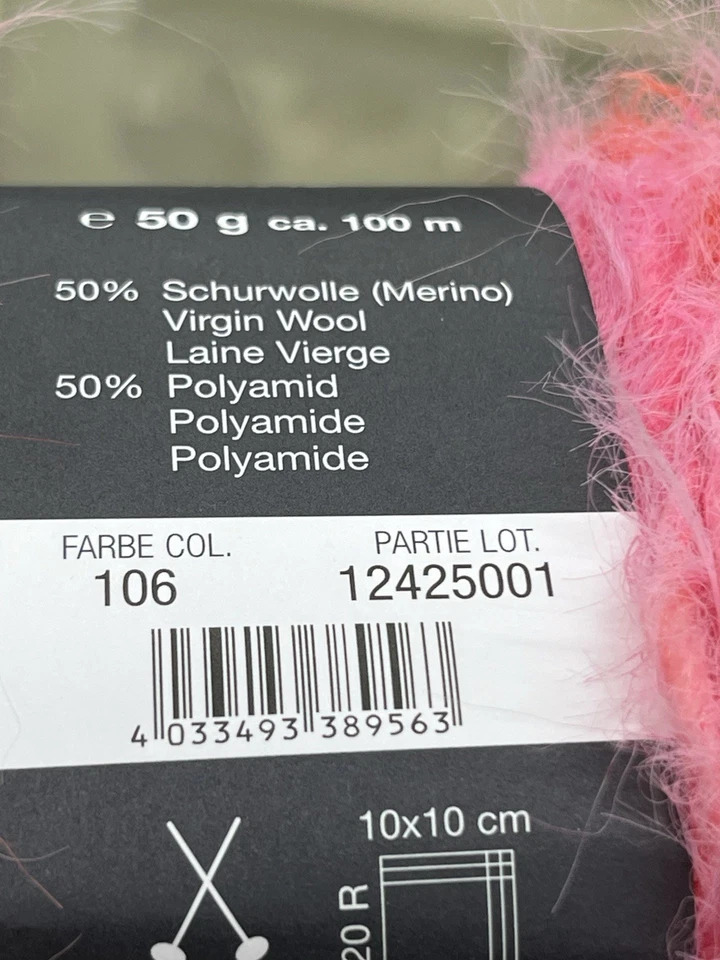 ℮ 50 g ca. 100 m
50% Schurwolle (Merino)
Virgin Wool
Laine Vierge
50% Polyamid
Polyamide
Polyamide
FARBE COL. PARTIE LOT.
106 12425001
4 033493 389563
10x10 cm
20 R